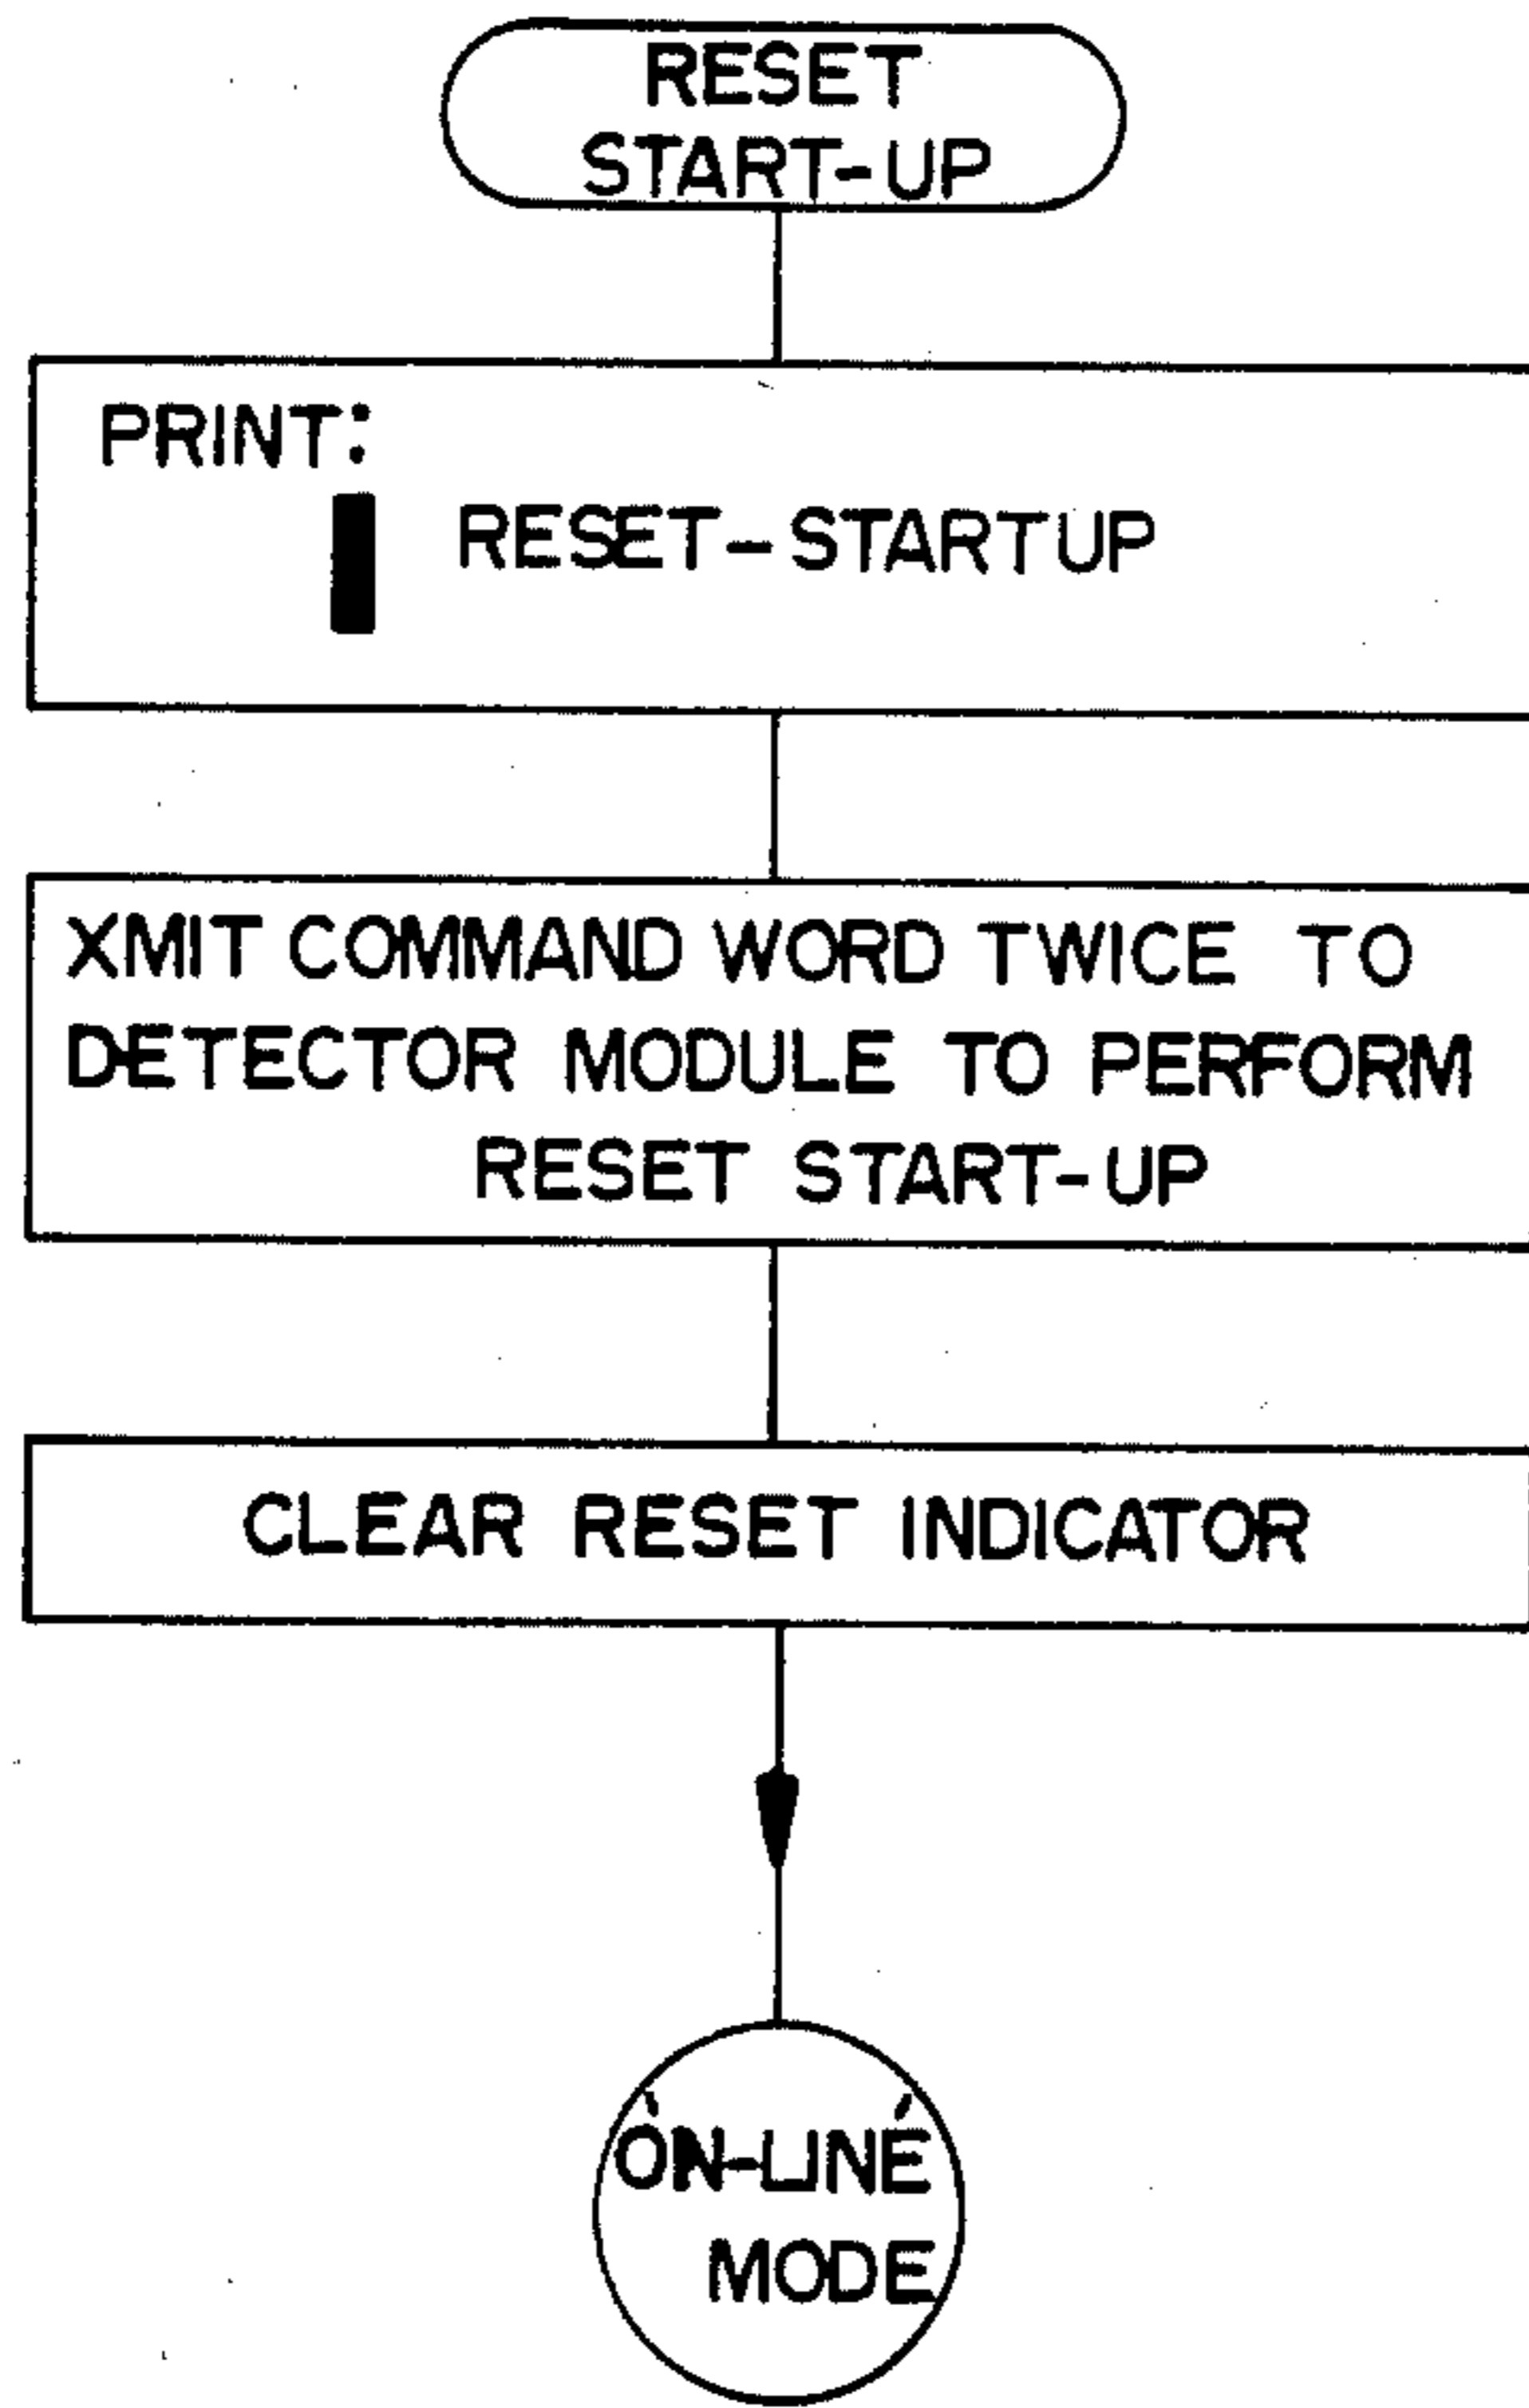 RESET
START-UP
PRINT:
RESET-STARTUP
XMIT COMMAND WORD TWICE TO
DETECTOR MODULE TO PERFORM
RESET START-UP
CLEAR RESET INDICATOR
ON-LINE
MODE